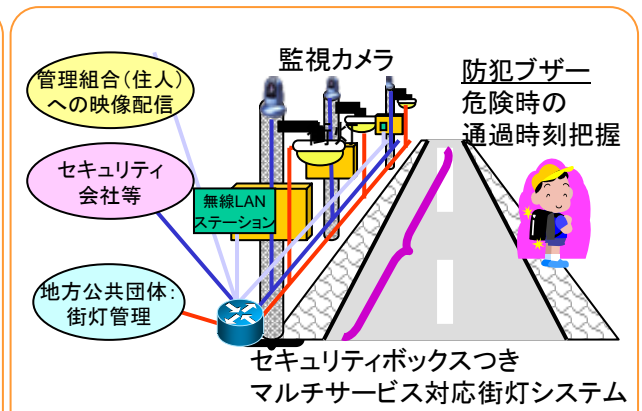 管理組合(住人)
への映像配信
セキュリティ
会社等
地方公共団体:
街灯管理
無線LAN
ステーション
監視カメラ
防犯ブザー
危険時の
通過時刻把握
セキュリティボックスつき
マルチサービス対応街灯システム